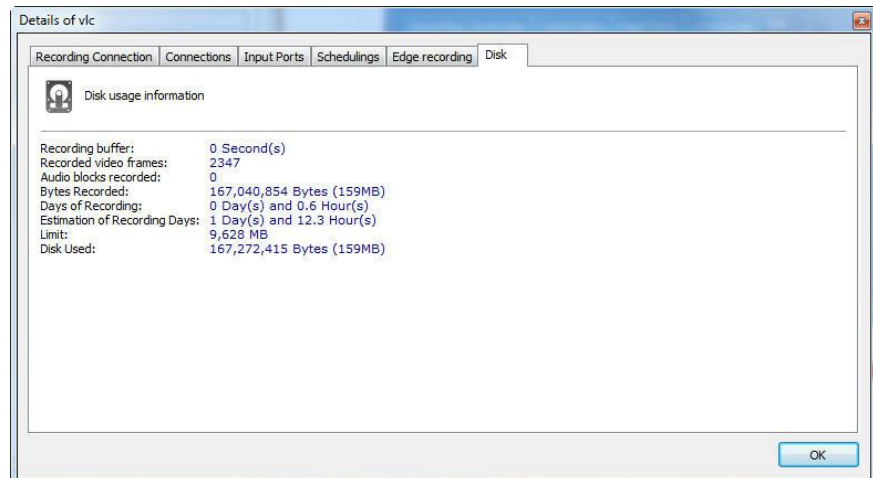 Details of vlc
Recording Connection Connections Input Ports Schedulings Edge recording Disk
Disk usage information
Recording buffer: 0 Second(s)
Recorded video frames: 2347
Audio blocks recorded: 0
Bytes Recorded: 167,040,854 Bytes (159MB)
Days of Recording: 0 Day(s) and 0.6 Hour(s)
Estimation of Recording Days: 1 Day(s) and 12.3 Hour(s)
Limit: 9,628 MB
Disk Used: 167,272,415 Bytes (159MB)
OK